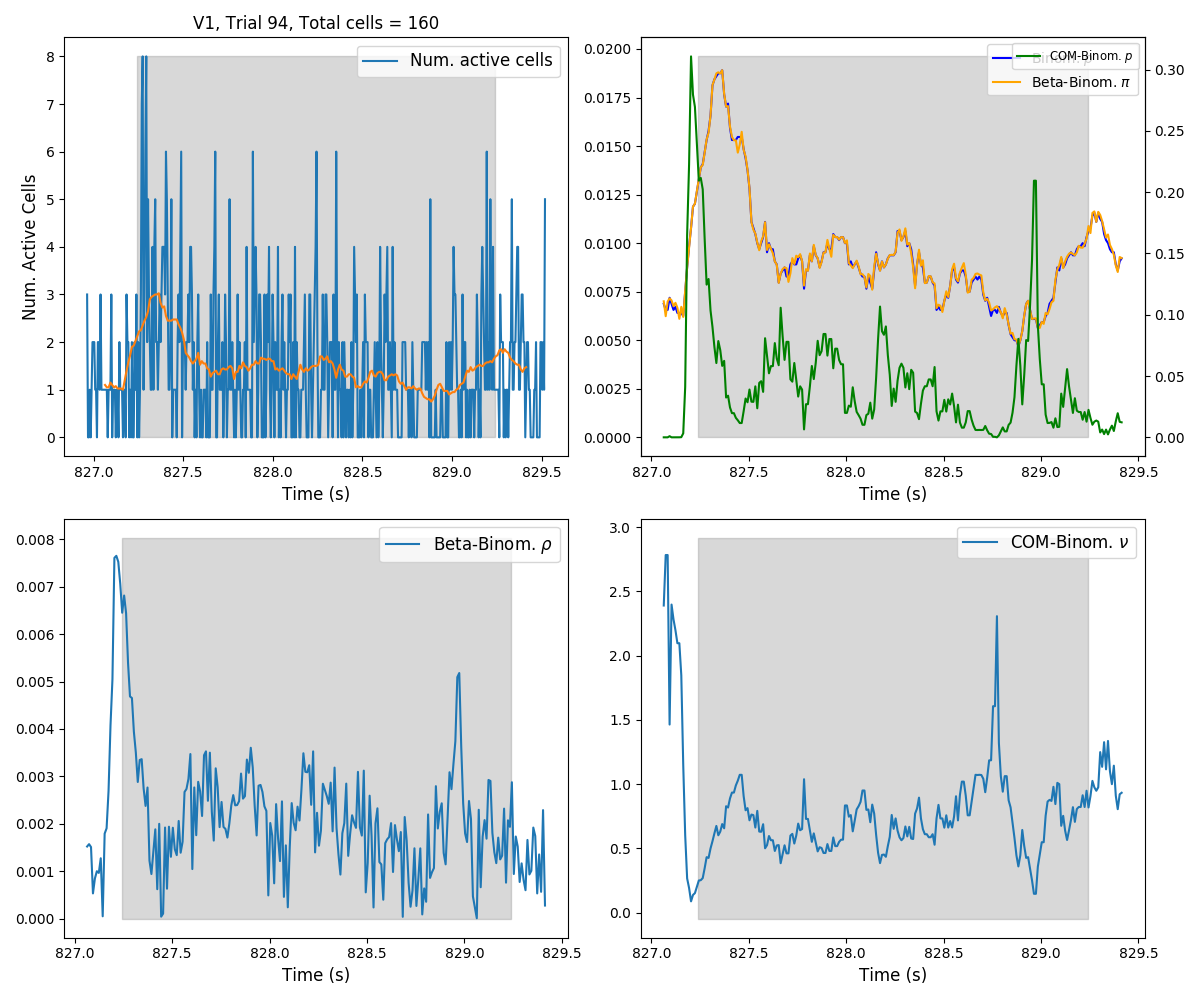 V1, Trial 94, Total cells = 160
Num. active cells
Num. Active Cells
8
7
6
5
4
3
2
1
0
827.0 827.5 828.0 828.5 829.0 829.5
Time (s)
COM-Binom. p
Beta-Binom. π
0.0200
0.0175
0.0150
0.0125
0.0100
0.0075
0.0050
0.0025
0.0000
0.30
0.25
0.20
0.15
0.10
0.05
0.00
827.0 827.5 828.0 828.5 829.0 829.5
Time (s)
Beta-Binom. ρ
0.008
0.007
0.006
0.005
0.004
0.003
0.002
0.001
0.000
827.0 827.5 828.0 828.5 829.0 829.5
Time (s)
COM-Binom. ν
3.0
2.5
2.0
1.5
1.0
0.5
0.0
827.0 827.5 828.0 828.5 829.0 829.5
Time (s)